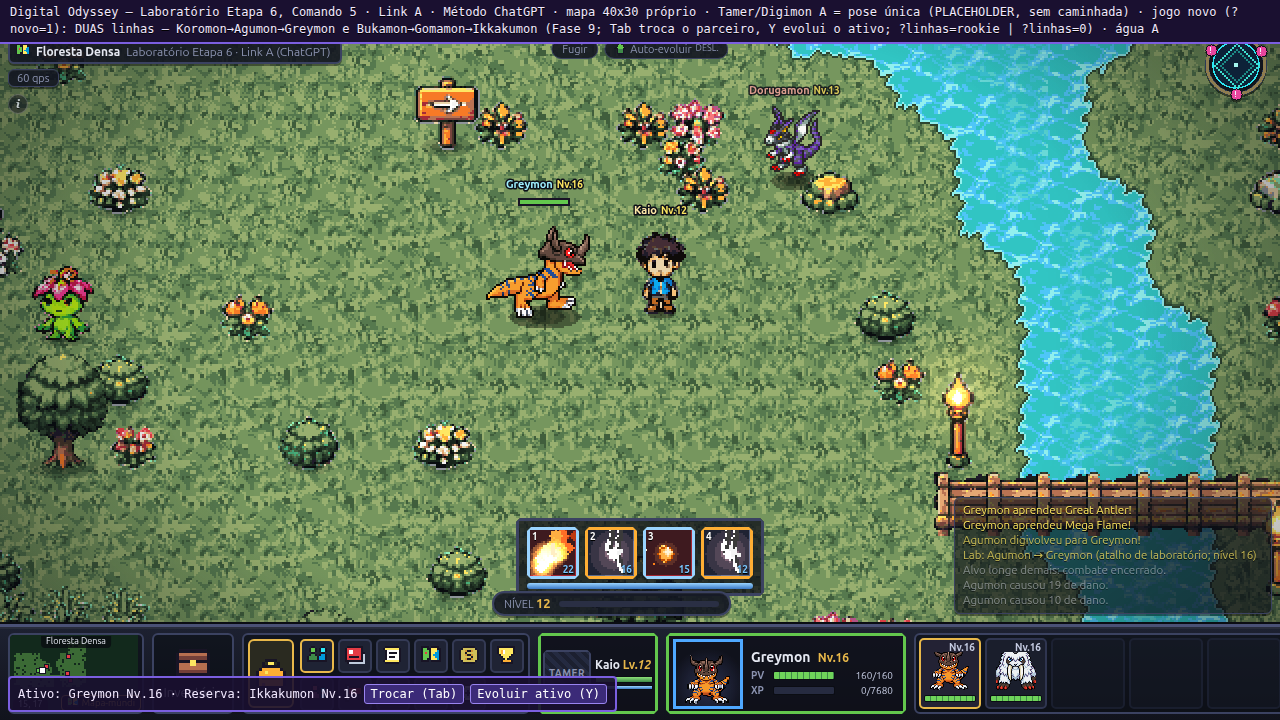 Digital Odyssey — Laboratório Etapa 6, Comando 5 · Link A · Método ChatGPT · mapa 40x30 próprio · Tamer/Digimon A = pose única (PLACEHOLDER, sem caminhada) · jogo novo (?
novo=1): DUAS linhas — Koromon→Agumon→Greymon e Bukamon→Gomamon→Ikkakumon (Fase 9; Tab troca o parceiro, Y evolui o ativo; ?linhas=rookie | ?linhas=0) · água A
Floresta Densa Laboratório Etapa 6 · Link A (ChatGPT)
Fugir
Auto-evoluir DESL.
60 qps
i
Dorugamon Nv.13
Greymon Nv.16
Kaio Nv.12
1 22
2 16
3 15
4 12
NÍVEL 12
Greymon aprendeu Great Antler!
Greymon aprendeu Mega Flame!
Agumon digivolveu para Greymon!
Lab: Agumon → Greymon (atalho de laboratório; nível 16)
Alvo longe demais: combate encerrado.
Agumon causou 19 de dano.
Agumon causou 10 de dano.
Floresta Densa
TAMER
Kaio Lv.12
Greymon Nv.16
PV 160/160
XP 0/7680
Nv.16
Nv.16
Ativo: Greymon Nv.16 · Reserva: Ikkakumon Nv.16 Trocar (Tab) Evoluir ativo (Y)